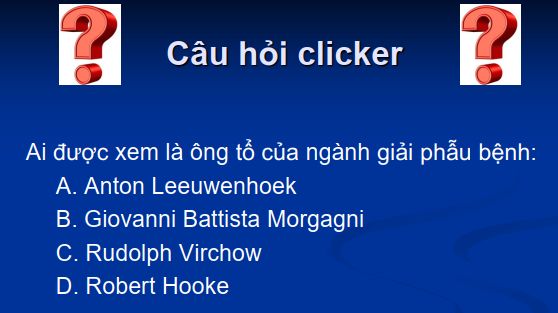 Câu hỏi clicker
Ai được xem là ông tổ của ngành giải phẫu bệnh:
A. Anton Leeuwenhoek
B. Giovanni Battista Morgagni
C. Rudolph Virchow
D. Robert Hooke